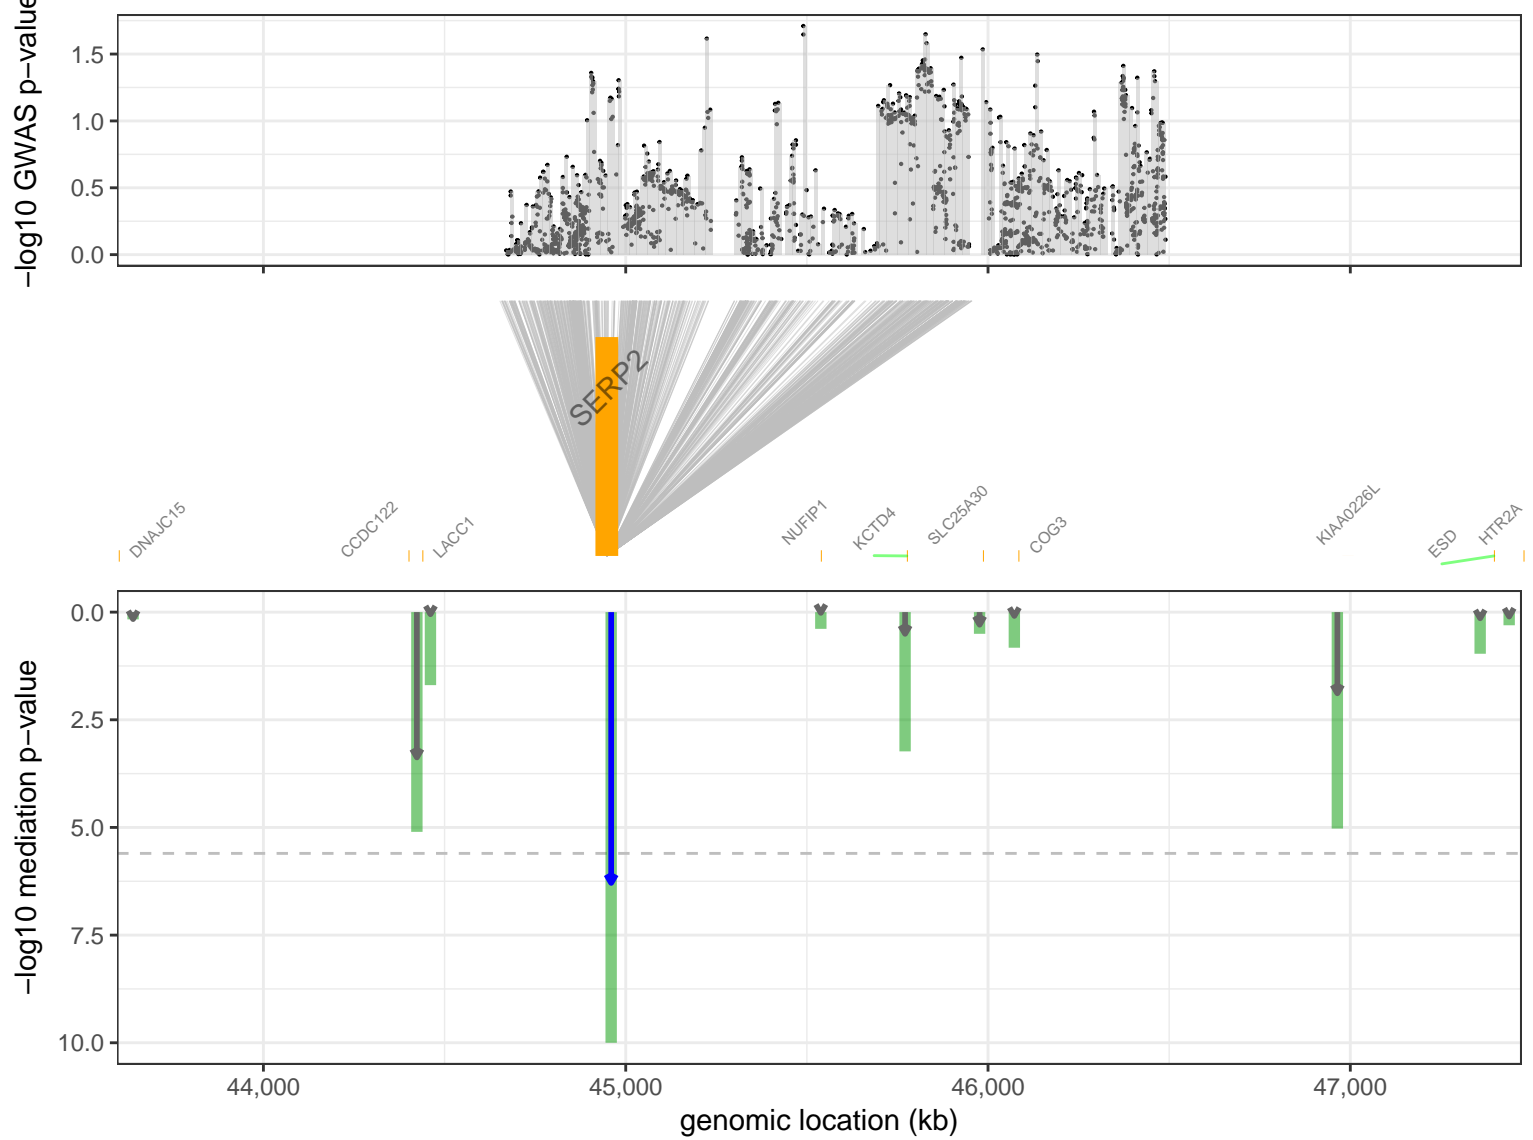 −log10 GWAS p−value
1.5
1.0
0.5
0.0
SERP2
DNAJC15
CCDC122
LACC1
NUFIP1
KCTD4
SLC25A30
COG3
KIAA0226L
ESD
HTR2A
−log10 mediation p−value
0.0
2.5
5.0
7.5
10.0
44,000
45,000
46,000
47,000
genomic location (kb)